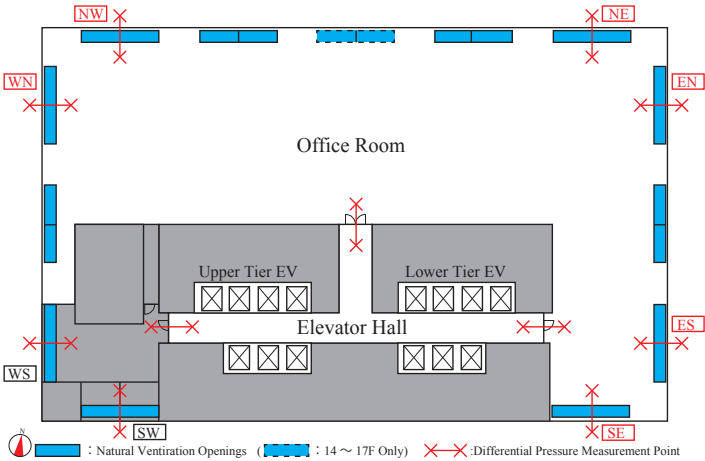 NW NE
WN EN
Office Room
Upper Tier EV Lower Tier EV
Elevator Hall
WS ES
SW SE
N : Natural Ventiration Openings ( : 14 ～ 17F Only) :Differential Pressure Measurement Point